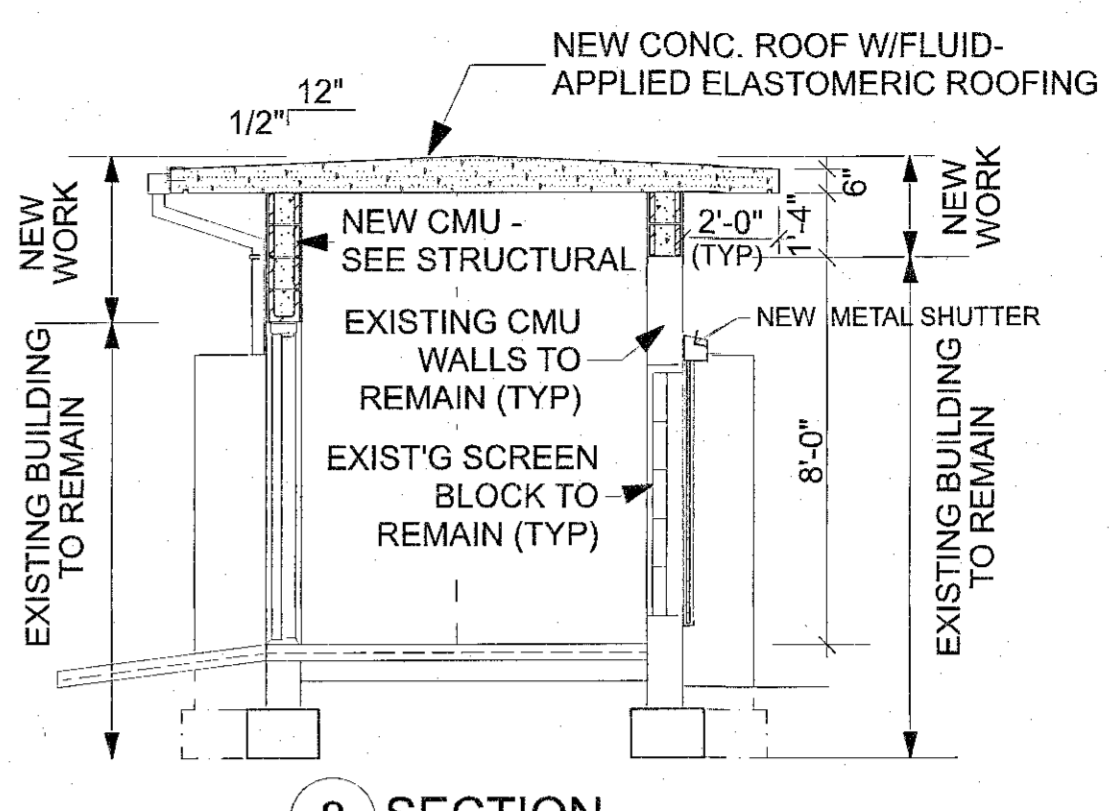 NEW CONC. ROOF W/FLUID-
APPLIED ELASTOMERIC ROOFING
12"
1/2"
NEW
WORK
NEW CMU -
SEE STRUCTURAL
2'-0"
(TYP)
6"
1'-4"
NEW
WORK
EXISTING CMU
WALLS TO
REMAIN (TYP)
NEW METAL SHUTTER
EXISTING BUILDING
TO REMAIN
EXIST'G SCREEN
BLOCK TO
REMAIN (TYP)
8'-0"
EXISTING BUILDING
TO REMAIN
SECTION